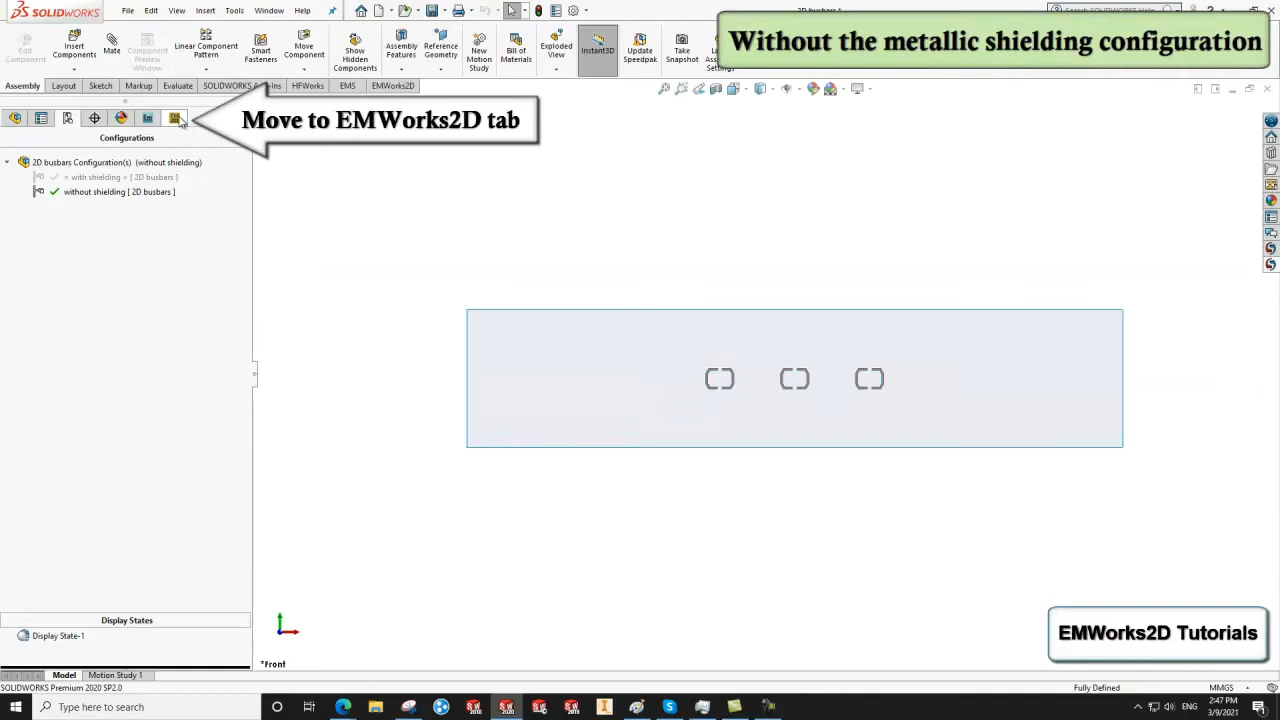 SOLIDWORKS File Edit View Insert Tools Window Help
Without the metallic shielding configuration
Edit Component
Insert Components
Mate
Component Preview Window
Linear Component Pattern
Smart Fasteners
Move Component
Show Hidden Components
Assembly Features
Reference Geometry
New Motion Study
Bill of Materials
Exploded View
Instant3D
Update Speedpak
Take Snapshot
Assembly Layout Sketch Markup Evaluate SOLIDWORKS Add-Ins HFWorks EMS EMWorks2D
Move to EMWorks2D tab
Configurations
2D busbars Configuration(s) (without shielding)
< with shielding > [ 2D busbars ]
without shielding [ 2D busbars ]
EMWorks2D Tutorials
Display States
Display State-1
*Front
Model Motion Study 1
SOLIDWORKS Premium 2020 SP2.0
Fully Defined
MMGS
Type here to search
ENG
2:47 PM
3/9/2021